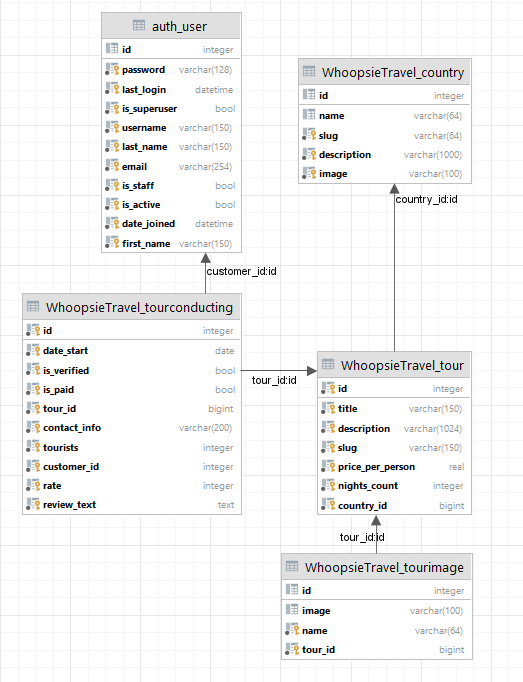 auth_user
id integer
password varchar(128)
last_login datetime
is_superuser bool
username varchar(150)
last_name varchar(150)
email varchar(254)
is_staff bool
is_active bool
date_joined datetime
first_name varchar(150)
WhoopsieTravel_country
id integer
name varchar(64)
slug varchar(64)
description varchar(1000)
image varchar(100)
country_id:id
customer_id:id
WhoopsieTravel_tourconducting
id integer
date_start date
is_verified bool
is_paid bool
tour_id bigint
contact_info varchar(200)
tourists integer
customer_id integer
rate integer
review_text text
tour_id:id
WhoopsieTravel_tour
id integer
title varchar(150)
description varchar(1024)
slug varchar(150)
price_per_person real
nights_count integer
country_id bigint
tour_id:id
WhoopsieTravel_tourimage
id integer
image varchar(100)
name varchar(64)
tour_id bigint